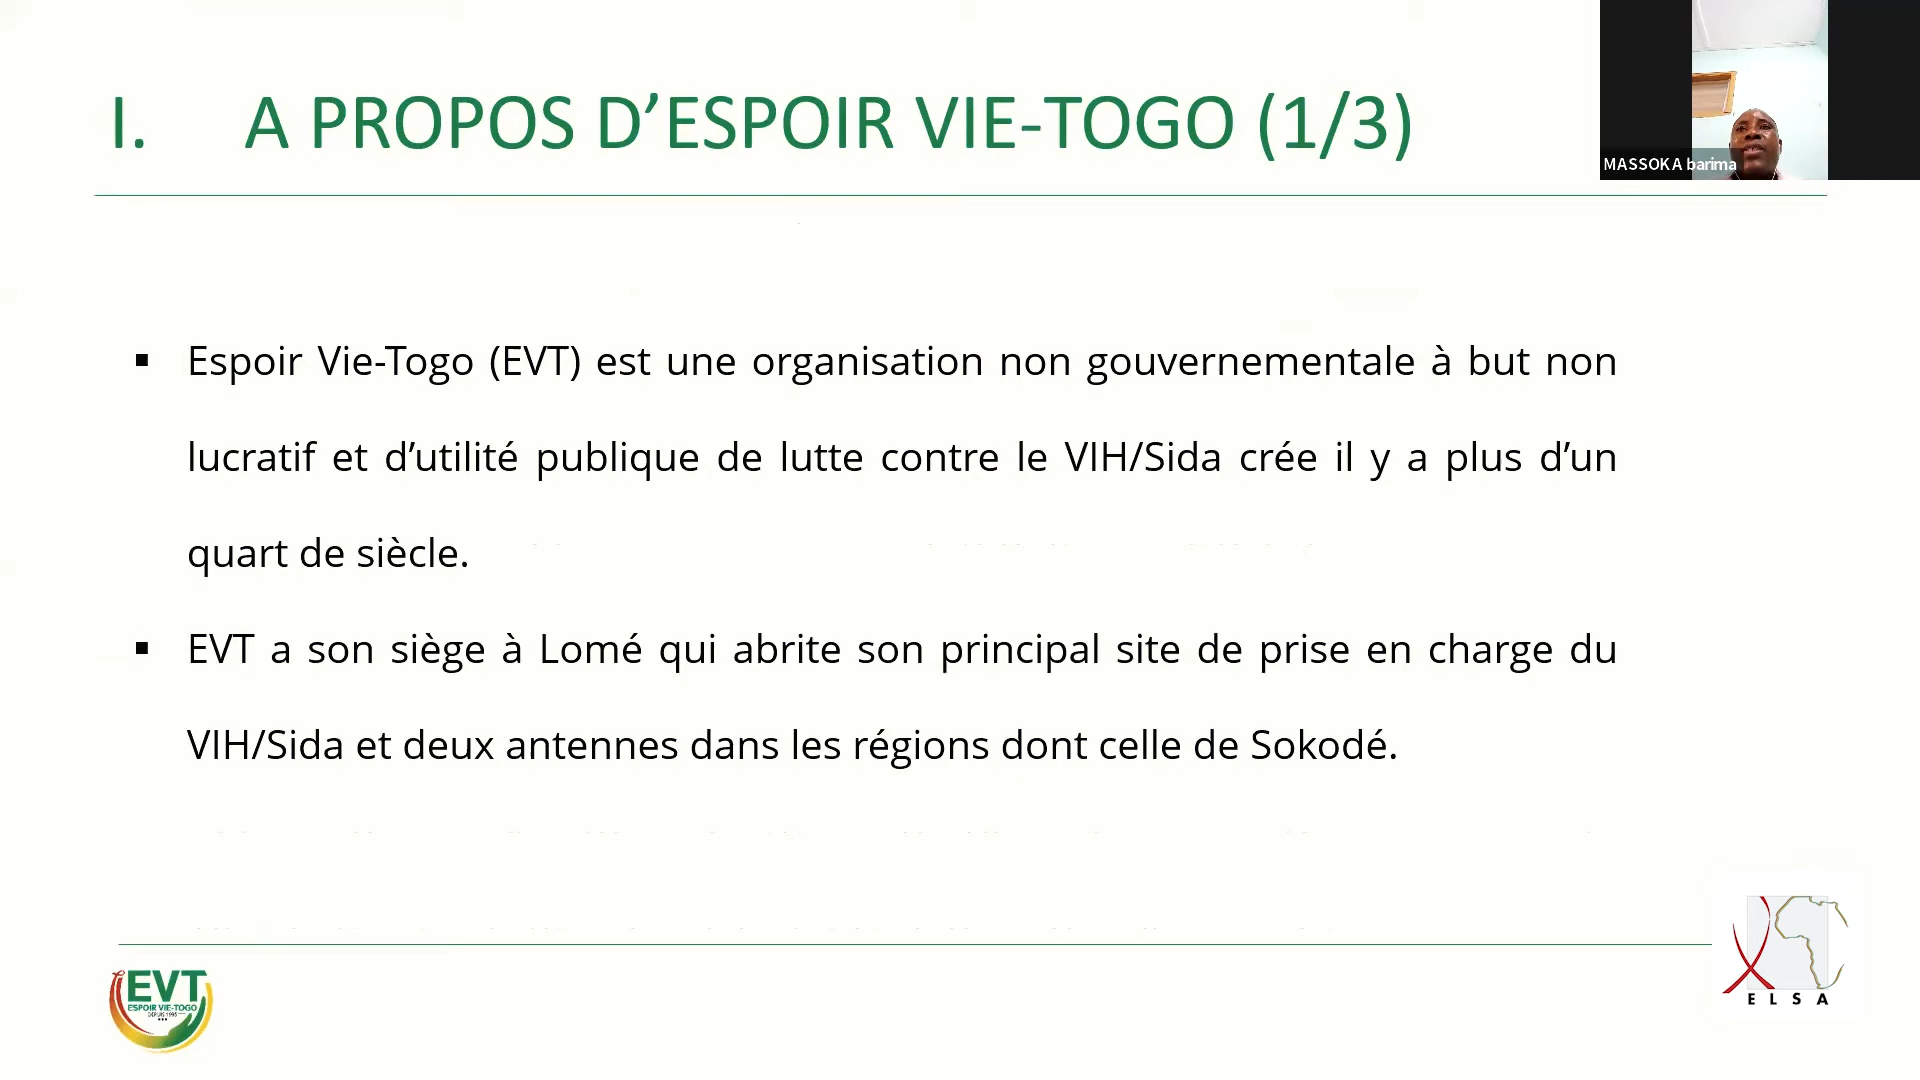 I. A PROPOS D’ESPOIR VIE-TOGO (1/3)
MASSOKA barima
▪ Espoir Vie-Togo (EVT) est une organisation non gouvernementale à but non
lucratif et d’utilité publique de lutte contre le VIH/Sida crée il y a plus d’un
quart de siècle.
▪ EVT a son siège à Lomé qui abrite son principal site de prise en charge du
VIH/Sida et deux antennes dans les régions dont celle de Sokodé.
EVT
ESPOIR VIE-TOGO
DEPUIS 1995
ELSA